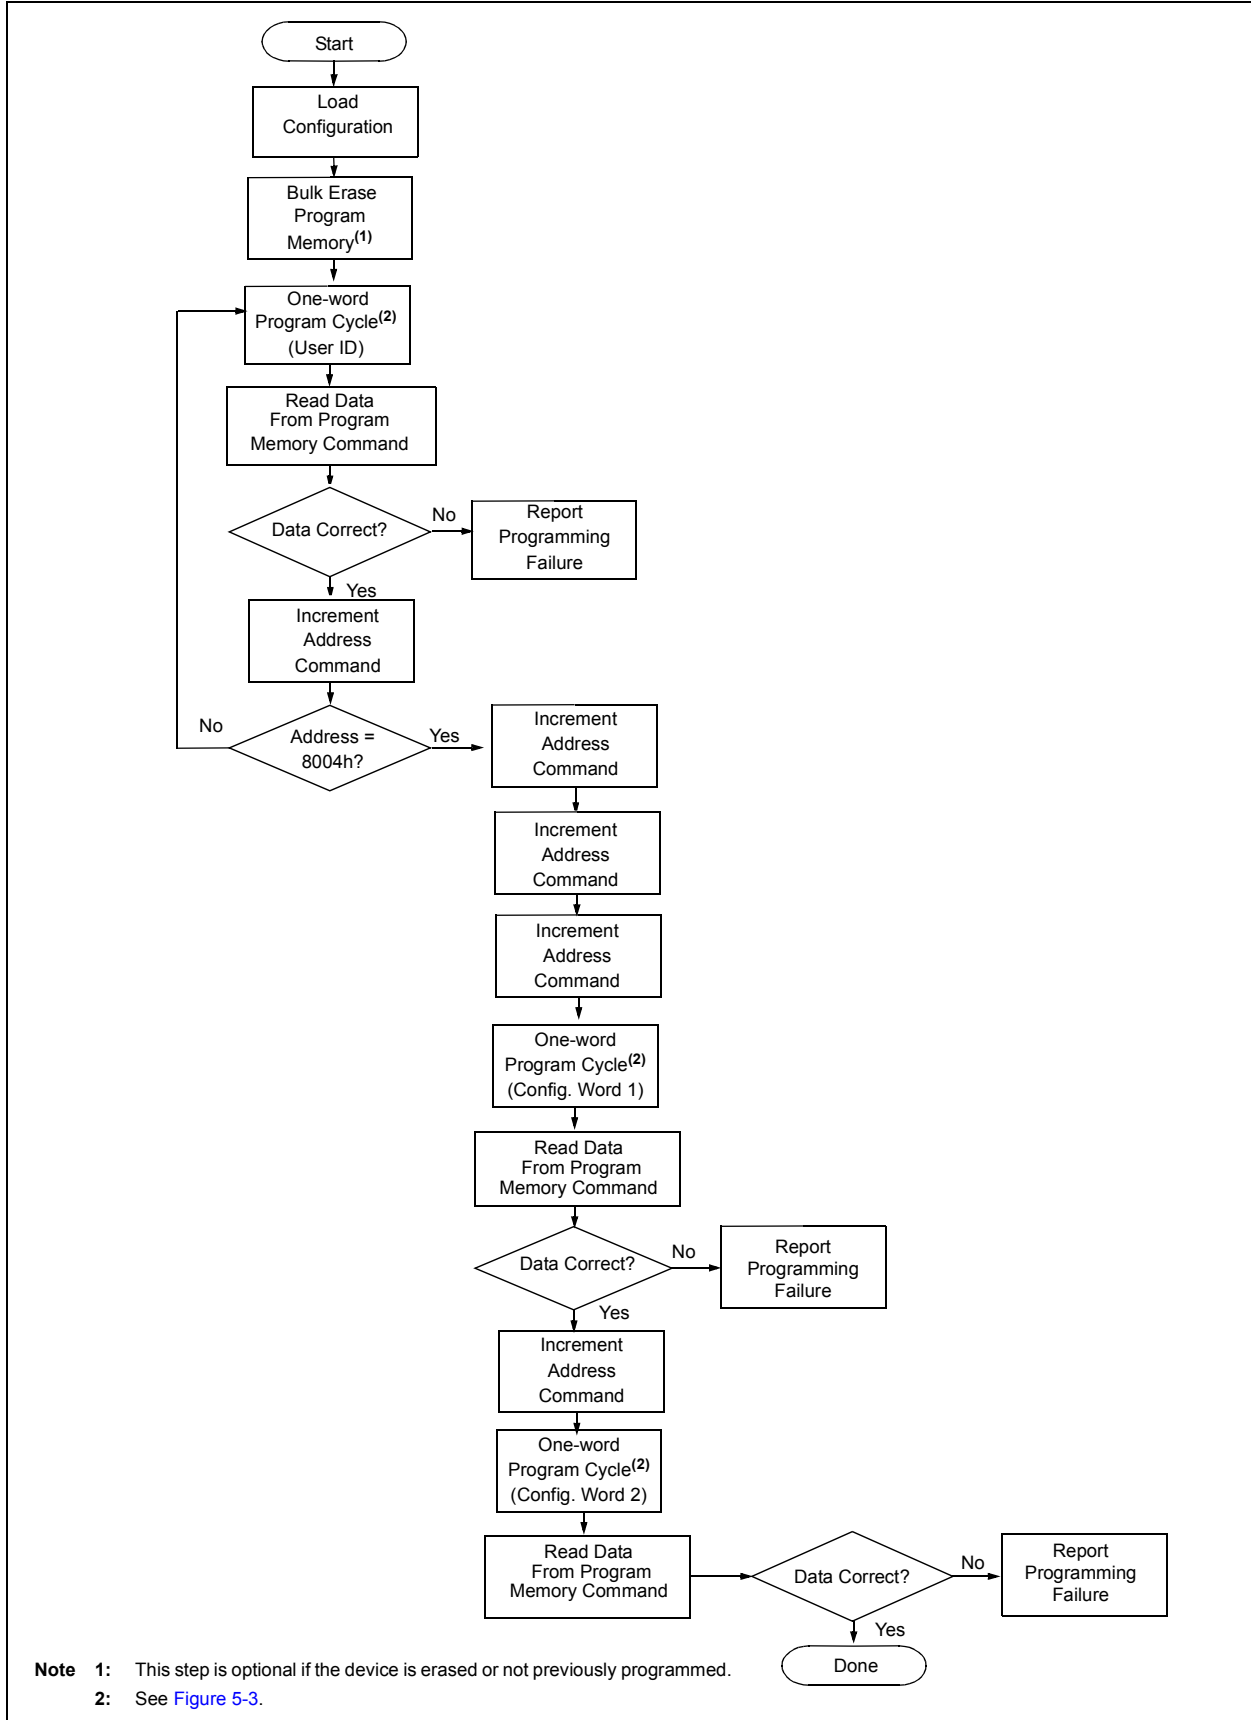 Start
Load
Configuration
Bulk Erase
Program
Memory(1)
One-word
Program Cycle(2)
(User ID)
Read Data
From Program
Memory Command
Data Correct?
No
Report
Programming
Failure
Yes
Increment
Address
Command
No
Address =
8004h?
Yes
Increment
Address
Command
Increment
Address
Command
Increment
Address
Command
One-word
Program Cycle(2)
(Config. Word 1)
Read Data
From Program
Memory Command
Data Correct?
No
Report
Programming
Failure
Yes
Increment
Address
Command
One-word
Program Cycle(2)
(Config. Word 2)
Read Data
From Program
Memory Command
Data Correct?
No
Report
Programming
Failure
Yes
Done
Note 1: This step is optional if the device is erased or not previously programmed.
2: See Figure 5-3.